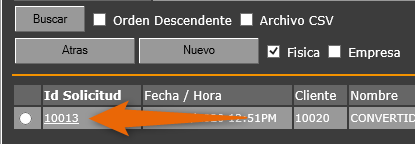 Buscar Orden Descendente Archivo CSV
Atras Nuevo Fisica Empresa
Id Solicitud Fecha / Hora Cliente Nombre
10013 :51PM 10020 CONVERTID